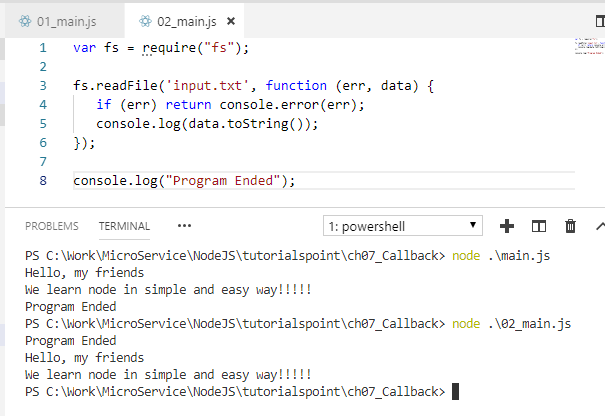 01_main.js 02_main.js
1 var fs = require("fs");
2
3 fs.readFile('input.txt', function (err, data) {
4 if (err) return console.error(err);
5 console.log(data.toString());
6 });
7
8 console.log("Program Ended");
PROBLEMS TERMINAL ••• 1: powershell
PS C:\Work\MicroService\NodeJS\tutorialspoint\ch07_Callback> node .\main.js
Hello, my friends
We learn node in simple and easy way!!!!!
Program Ended
PS C:\Work\MicroService\NodeJS\tutorialspoint\ch07_Callback> node .\02_main.js
Program Ended
Hello, my friends
We learn node in simple and easy way!!!!!
PS C:\Work\MicroService\NodeJS\tutorialspoint\ch07_Callback>